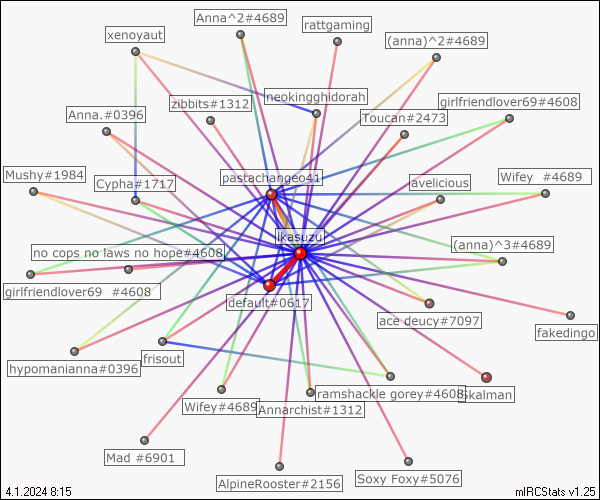 Anna^2#4689
rattgaming
xenoyaut
(anna)^2#4689
zibbits#1312
neokingghidorah
girlfriendlover69#4608
Anna.#0396
Toucan#2473
Mushy#1984
Cypha#1717
pastachangeo41
avelicious
Wifey #4689
ikasuzu
no cops no laws no hope#4608
(anna)^3#4689
girlfriendlover69 #4608
default#0617
ace deucy#7097
fakedingo
hypomanianna#0396
frisout
ramshackle gorey#4608
Skalman
Wifey#4689
Annarchist#1312
Mad #6901
AlpineRooster#2156
Soxy Foxy#5076
4.1.2024 8:15
mIRCStats v1.25